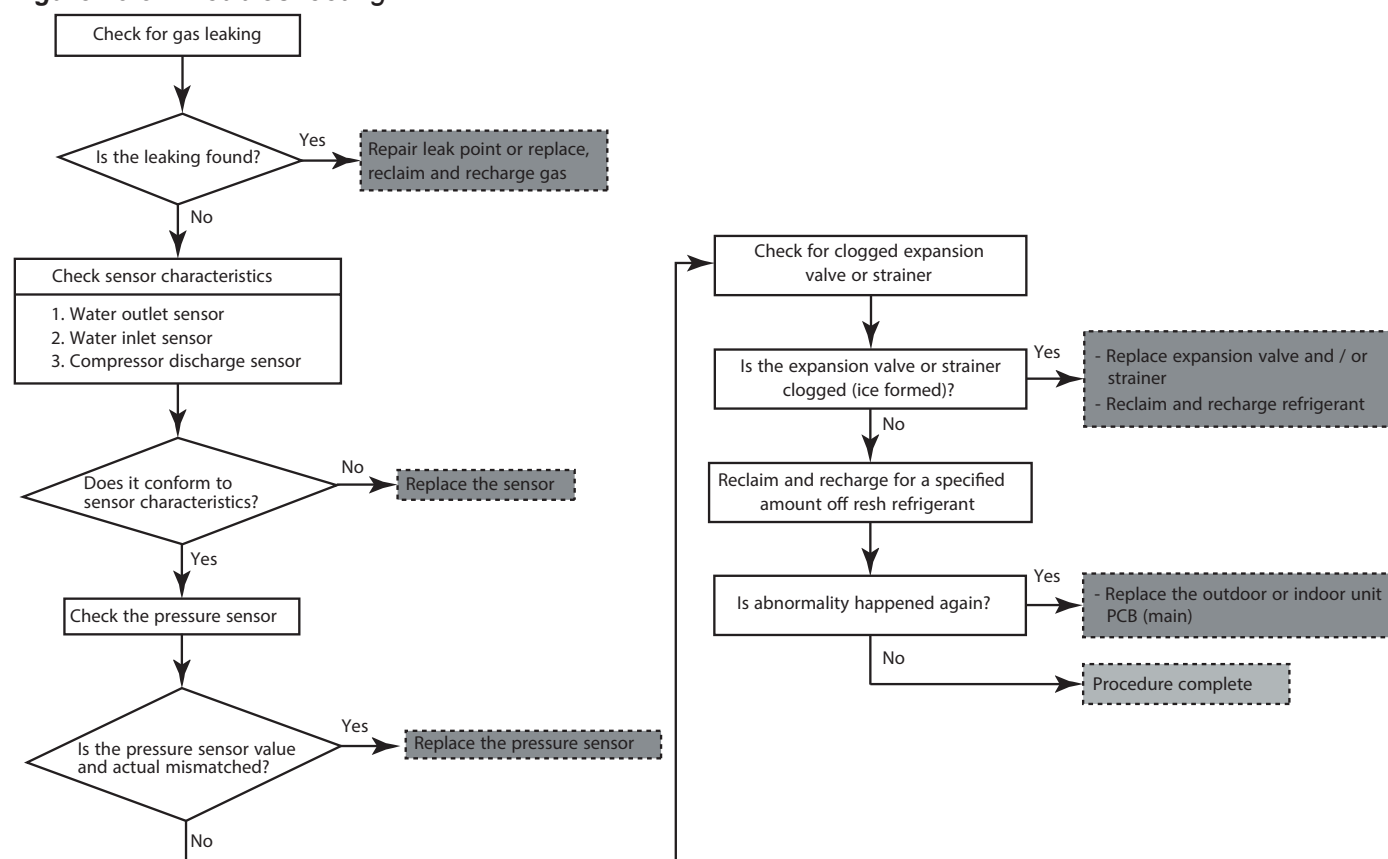 Check for gas leaking
Is the leaking found?
Yes
Repair leak point or replace,
reclaim and recharge gas
No
Check sensor characteristics
1. Water outlet sensor
2. Water inlet sensor
3. Compressor discharge sensor
Does it conform to
sensor characteristics?
No
Replace the sensor
Yes
Check the pressure sensor
Is the pressure sensor value
and actual mismatched?
Yes
Replace the pressure sensor
No
Check for clogged expansion
valve or strainer
Is the expansion valve or strainer
clogged (ice formed)?
Yes
- Replace expansion valve and / or
strainer
- Reclaim and recharge refrigerant
No
Reclaim and recharge for a specified
amount off resh refrigerant
Is abnormality happened again?
Yes
- Replace the outdoor or indoor unit
PCB (main)
No
Procedure complete